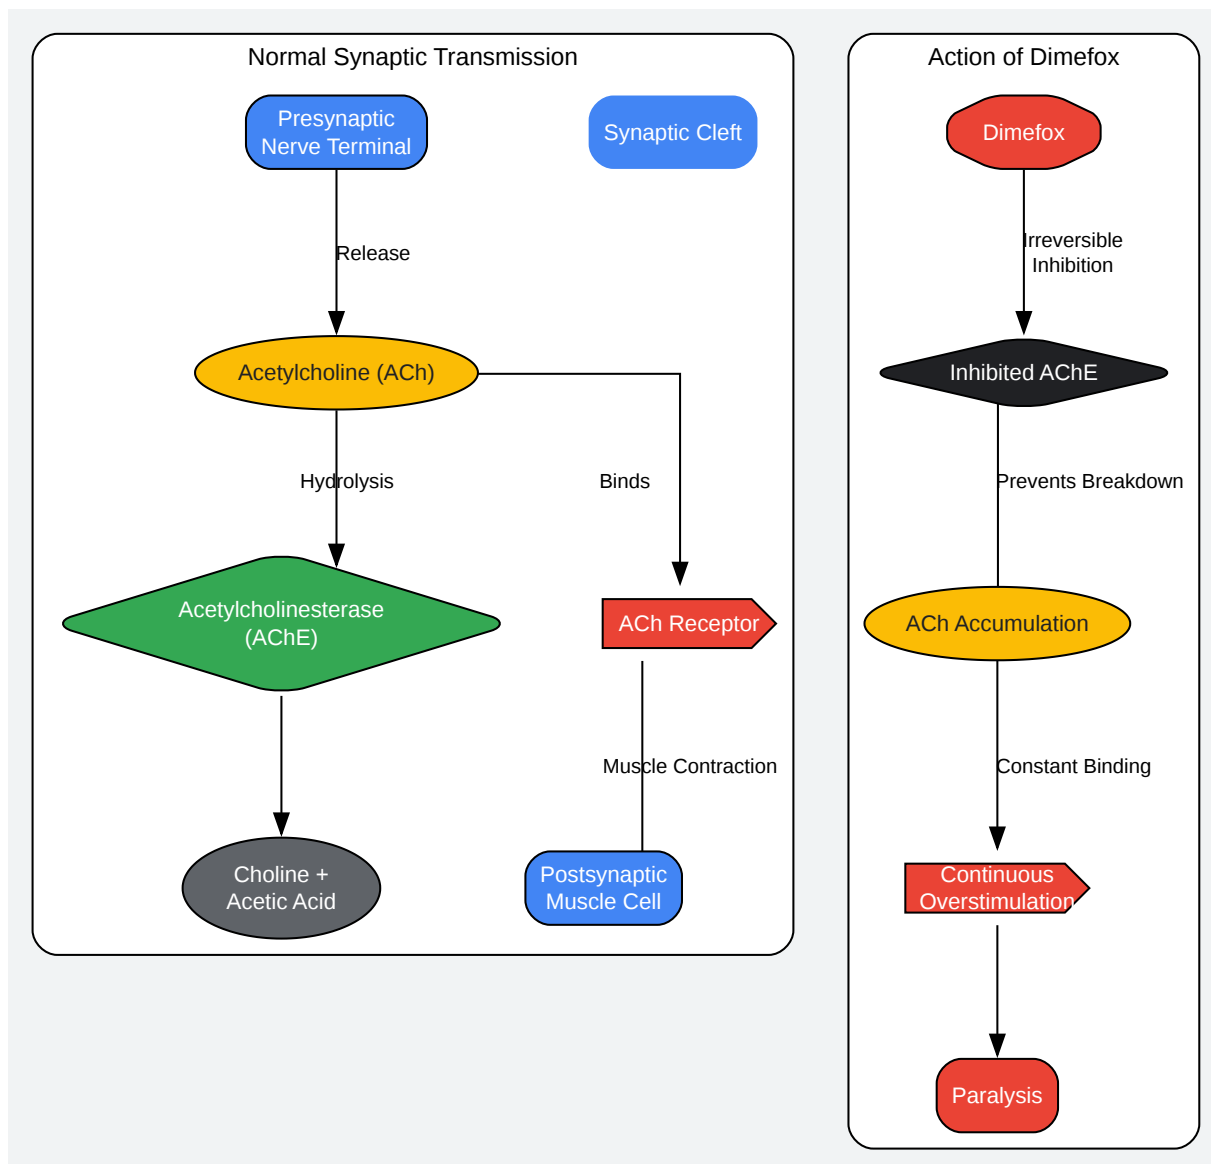 Normal Synaptic Transmission
Presynaptic
Nerve Terminal
Synaptic Cleft
Release
Acetylcholine (ACh)
Hydrolysis
Binds
Acetylcholinesterase
(AChE)
ACh Receptor
Muscle Contraction
Choline +
Acetic Acid
Postsynaptic
Muscle Cell
Action of Dimefox
Dimefox
Irreversible
Inhibition
Inhibited AChE
Prevents Breakdown
ACh Accumulation
Constant Binding
Continuous
Overstimulation
Paralysis